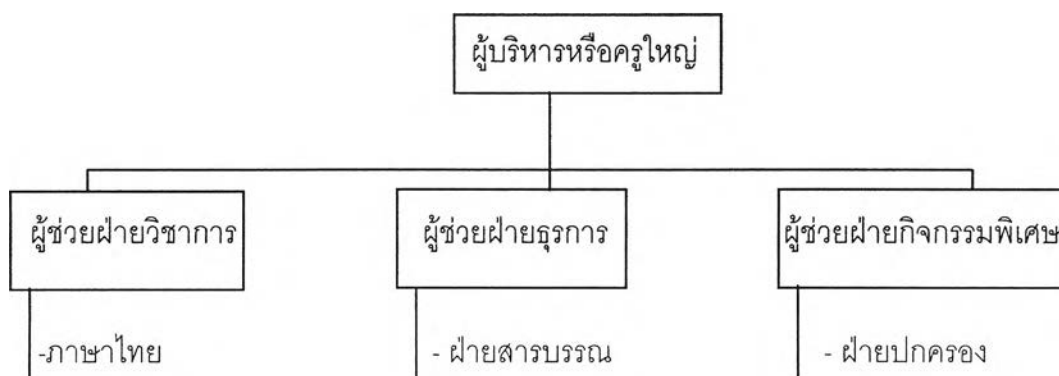 ผู้บริหารหรือครูใหญ่
ผู้ช่วยฝ่ายวิชาการ
ผู้ช่วยฝ่ายธุรการ
ผู้ช่วยฝ่ายกิจกรรมพิเศษ
-ภาษาไทย
- ฝ่ายสารบรรณ
- ฝ่ายปกครอง